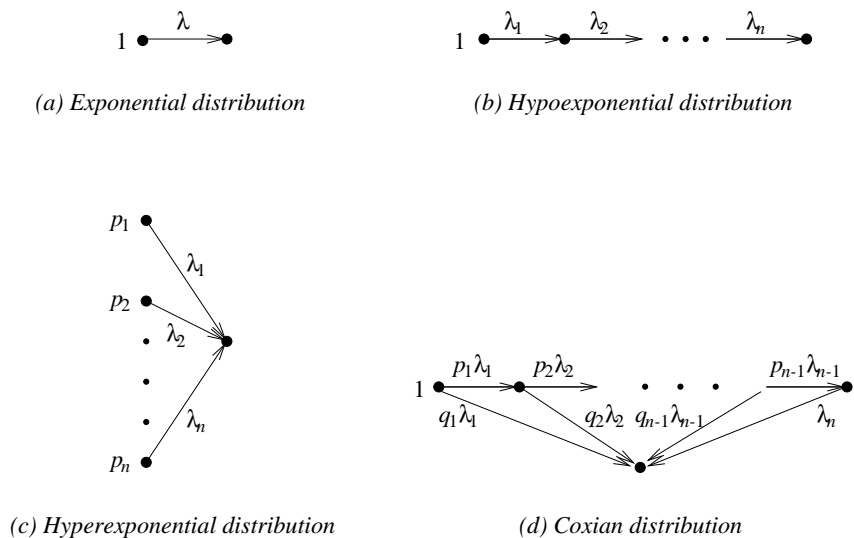 λ
1
(a) Exponential distribution
λ₁ λ₂ • • • λₙ
1
(b) Hypoexponential distribution
p₁
λ₁
p₂
λ₂
λₙ
pₙ
(c) Hyperexponential distribution
p₁λ₁ p₂λ₂ • • • pₙ₋₁λₙ₋₁
1
q₁λ₁ q₂λ₂ qₙ₋₁λₙ₋₁ λₙ
(d) Coxian distribution